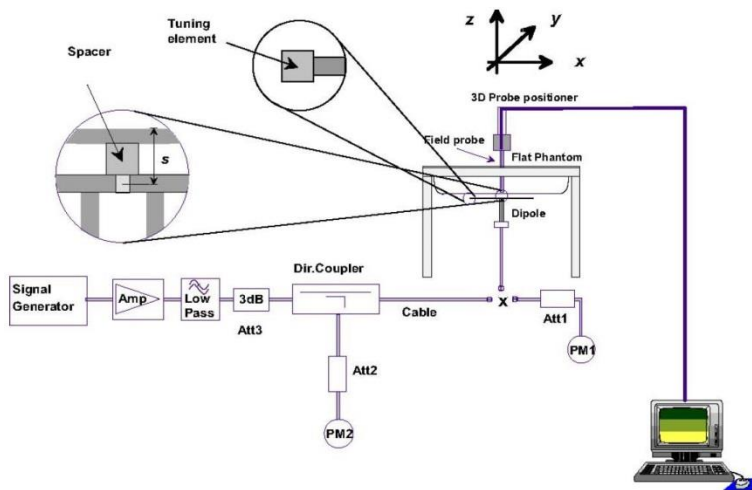 Tuning
element
Spacer
s
z
y
x
3D Probe positioner
Field probe
Flat Phantom
Dipole
Signal
Generator
Amp
Low
Pass
3dB
Att3
Dir.Coupler
Cable
x
Att1
PM1
Att2
PM2